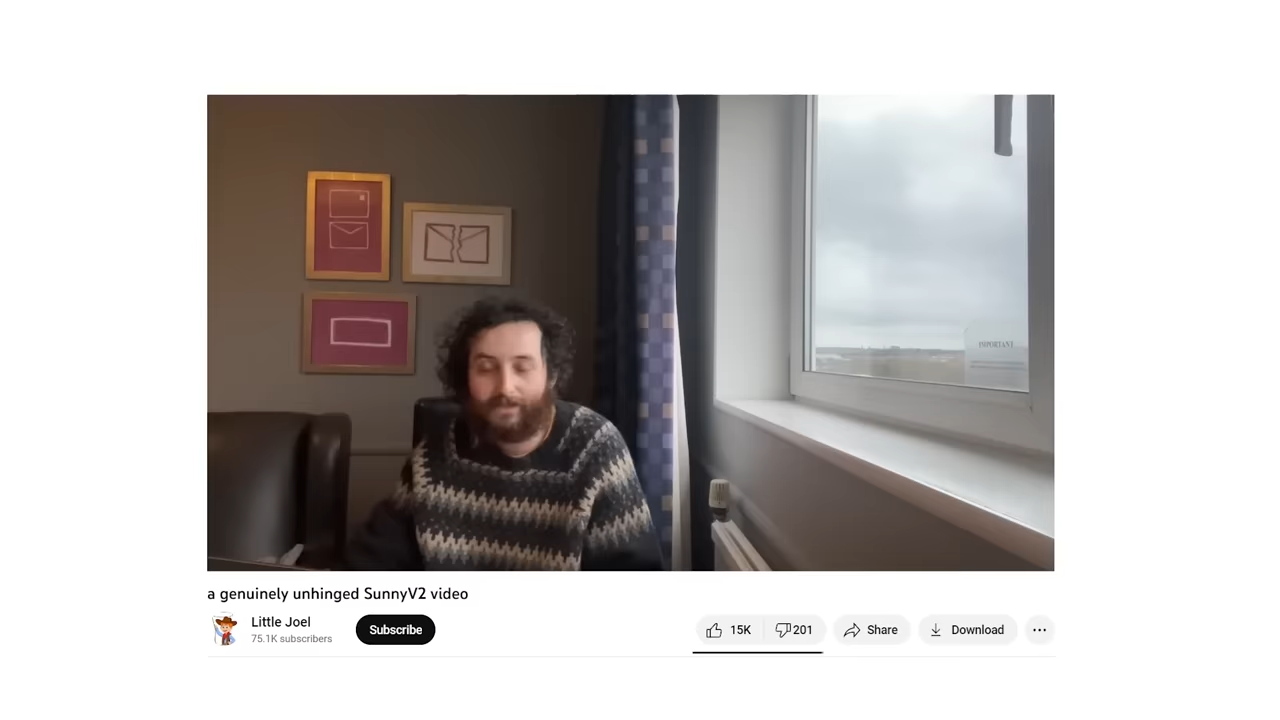 IMPORTANT
a genuinely unhinged SunnyV2 video
Little Joel
75.1K subscribers
Subscribe
15K
201
Share
Download